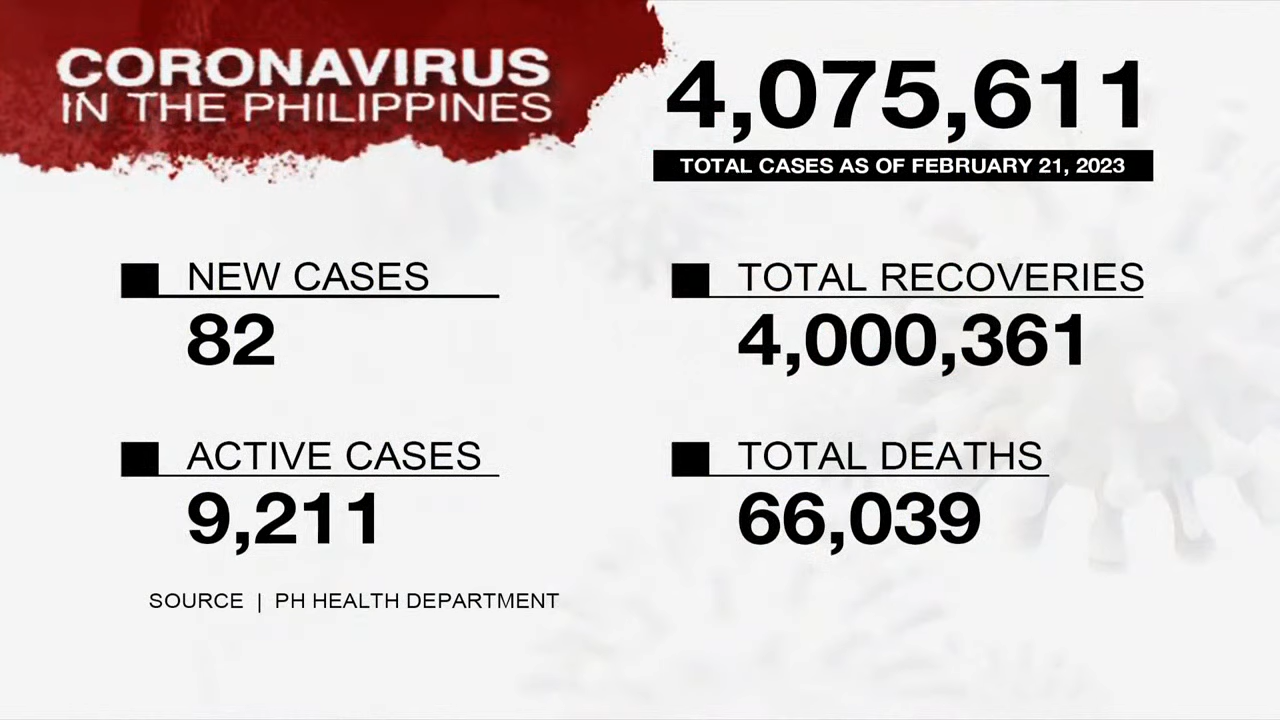 CORONAVIRUS
IN THE PHILIPPINES
4,075,611
TOTAL CASES AS OF FEBRUARY 21, 2023
NEW CASES
82
TOTAL RECOVERIES
4,000,361
ACTIVE CASES
9,211
TOTAL DEATHS
66,039
SOURCE | PH HEALTH DEPARTMENT